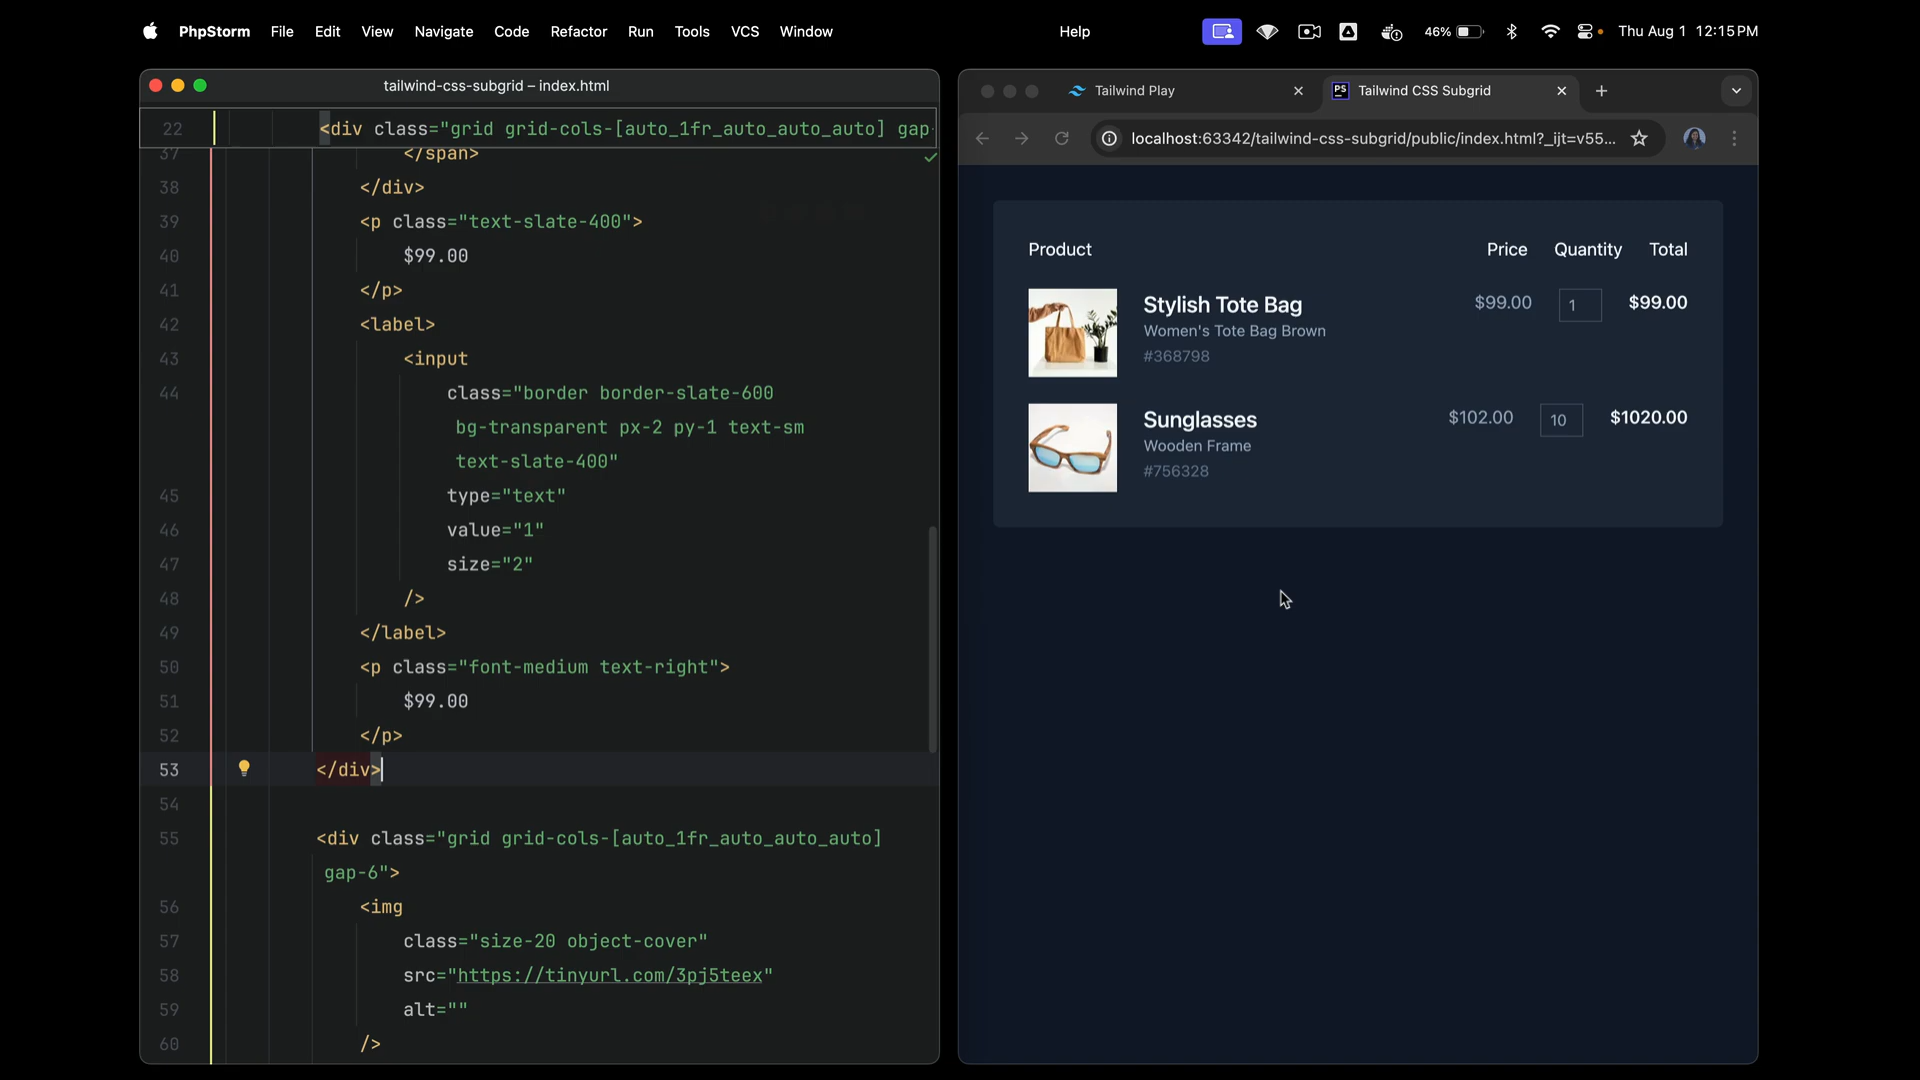 PhpStorm File Edit View Navigate Code Refactor Run Tools VCS Window Help 46% Thu Aug 1 12:15 PM
tailwind-css-subgrid – index.html
22 <div class="grid grid-cols-[auto_1fr_auto_auto_auto] gap-
37 </span>
38 </div>
39 <p class="text-slate-400">
40 $99.00
41 </p>
42 <label>
43 <input
44 class="border border-slate-600
bg-transparent px-2 py-1 text-sm
text-slate-400"
45 type="text"
46 value="1"
47 size="2"
48 />
49 </label>
50 <p class="font-medium text-right">
51 $99.00
52 </p>
53 </div>
54
55 <div class="grid grid-cols-[auto_1fr_auto_auto_auto]
gap-6">
56 <img
57 class="size-20 object-cover"
58 src="https://tinyurl.com/3pj5teex"
59 alt=""
60 />
Tailwind Play
PS Tailwind CSS Subgrid
localhost:63342/tailwind-css-subgrid/public/index.html?_ijt=v55...
Product Price Quantity Total
Stylish Tote Bag $99.00 1 $99.00
Women's Tote Bag Brown
#368798
Sunglasses $102.00 10 $1020.00
Wooden Frame
#756328